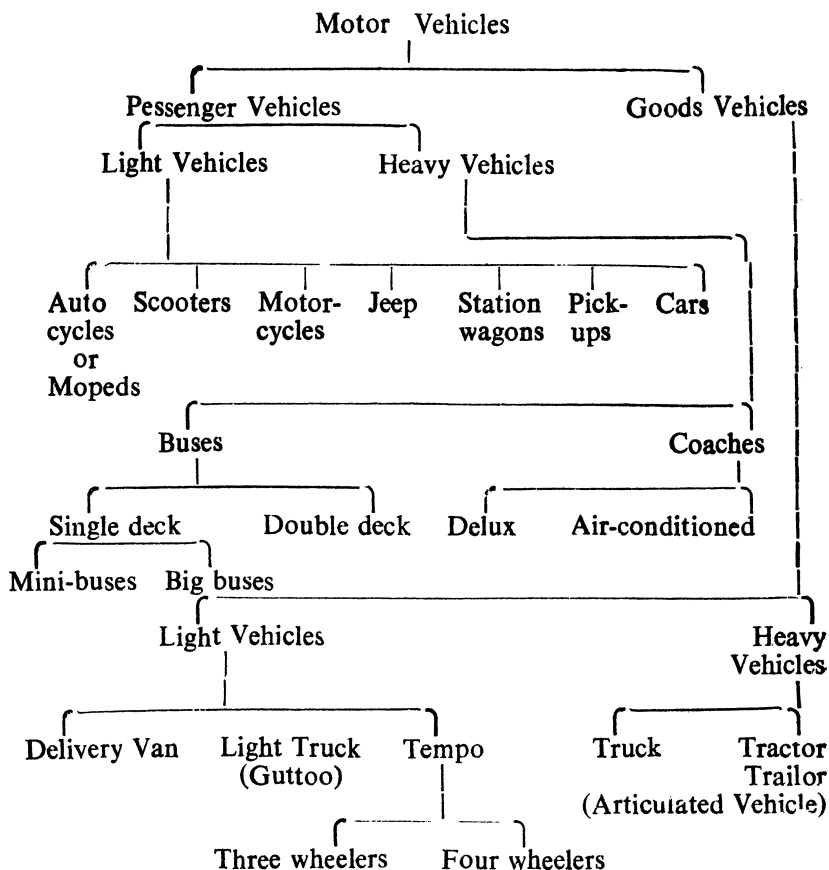 Motor Vehicles
Pessenger Vehicles Goods Vehicles
Light Vehicles Heavy Vehicles
Auto Scooters Motor- Jeep Station Pick- Cars
cycles cycles wagons ups
or
Mopeds
Buses Coaches
Single deck Double deck Delux Air-conditioned
Mini-buses Big buses
Light Vehicles Heavy
Vehicles
Delivery Van Light Truck Tempo Truck Tractor
(Guttoo) Trailor
(Articulated Vehicle)
Three wheelers Four wheelers